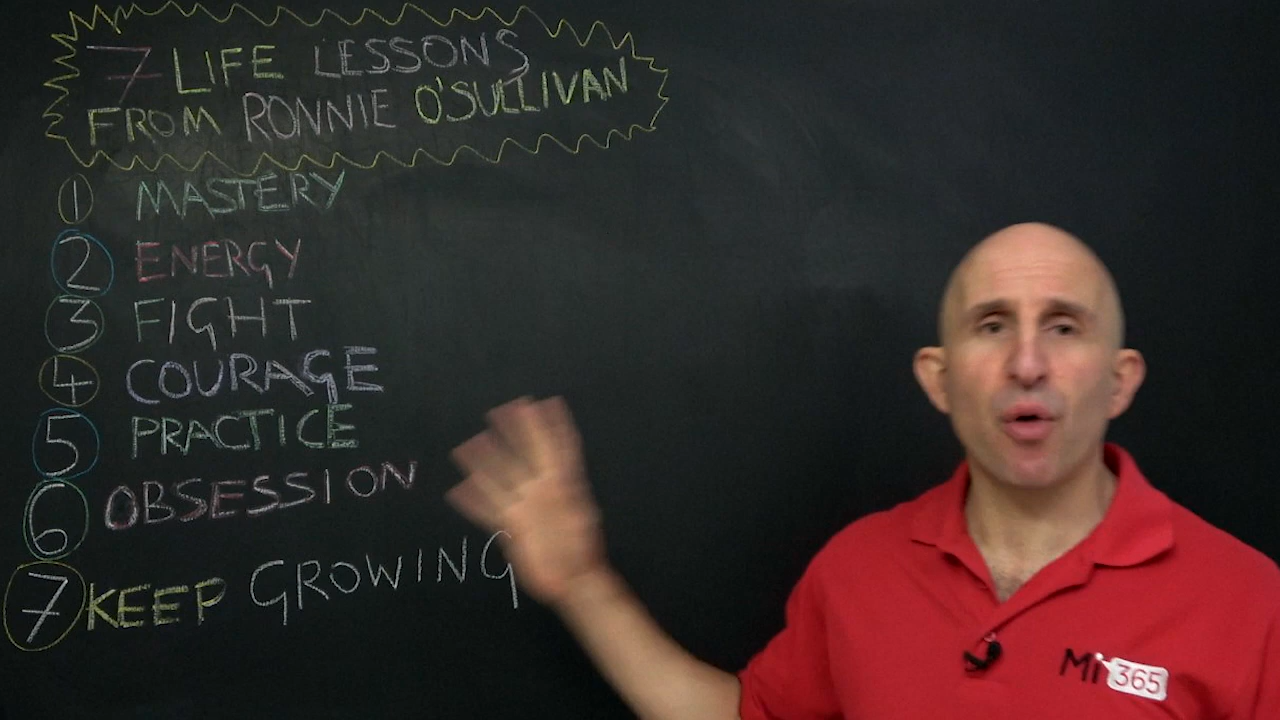 7 LIFE LESSONS
FROM RONNIE O'SULLIVAN
1 MASTERY
2 ENERGY
3 FIGHT
4 COURAGE
5 PRACTICE
6 OBSESSION
7 KEEP GROWING
Mi 365